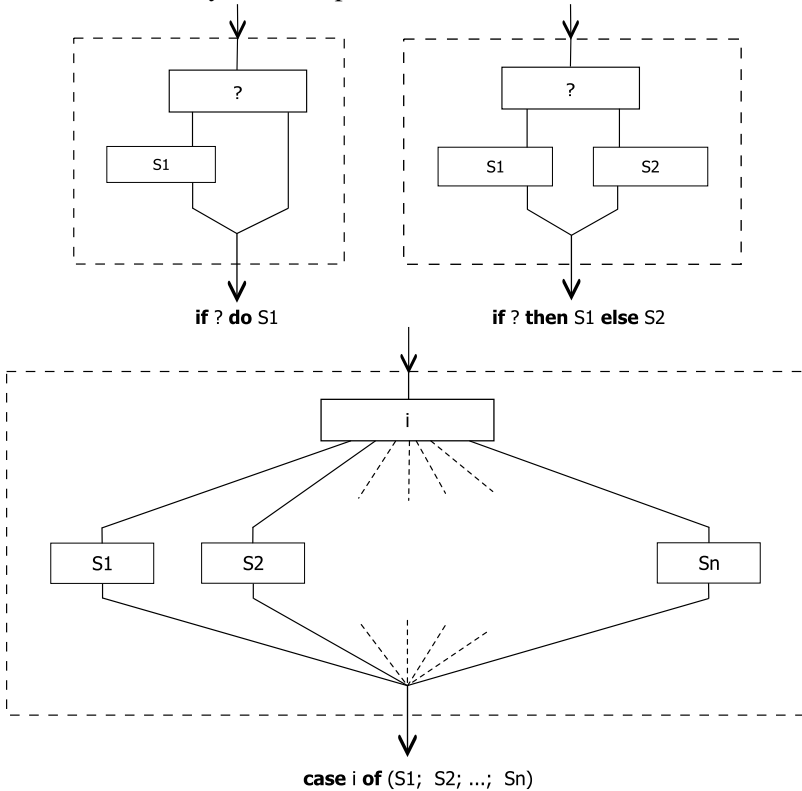 ?
S1
if ? do S1
?
S1 S2
if ? then S1 else S2
i
S1 S2 Sn
case i of (S1; S2; ...; Sn)